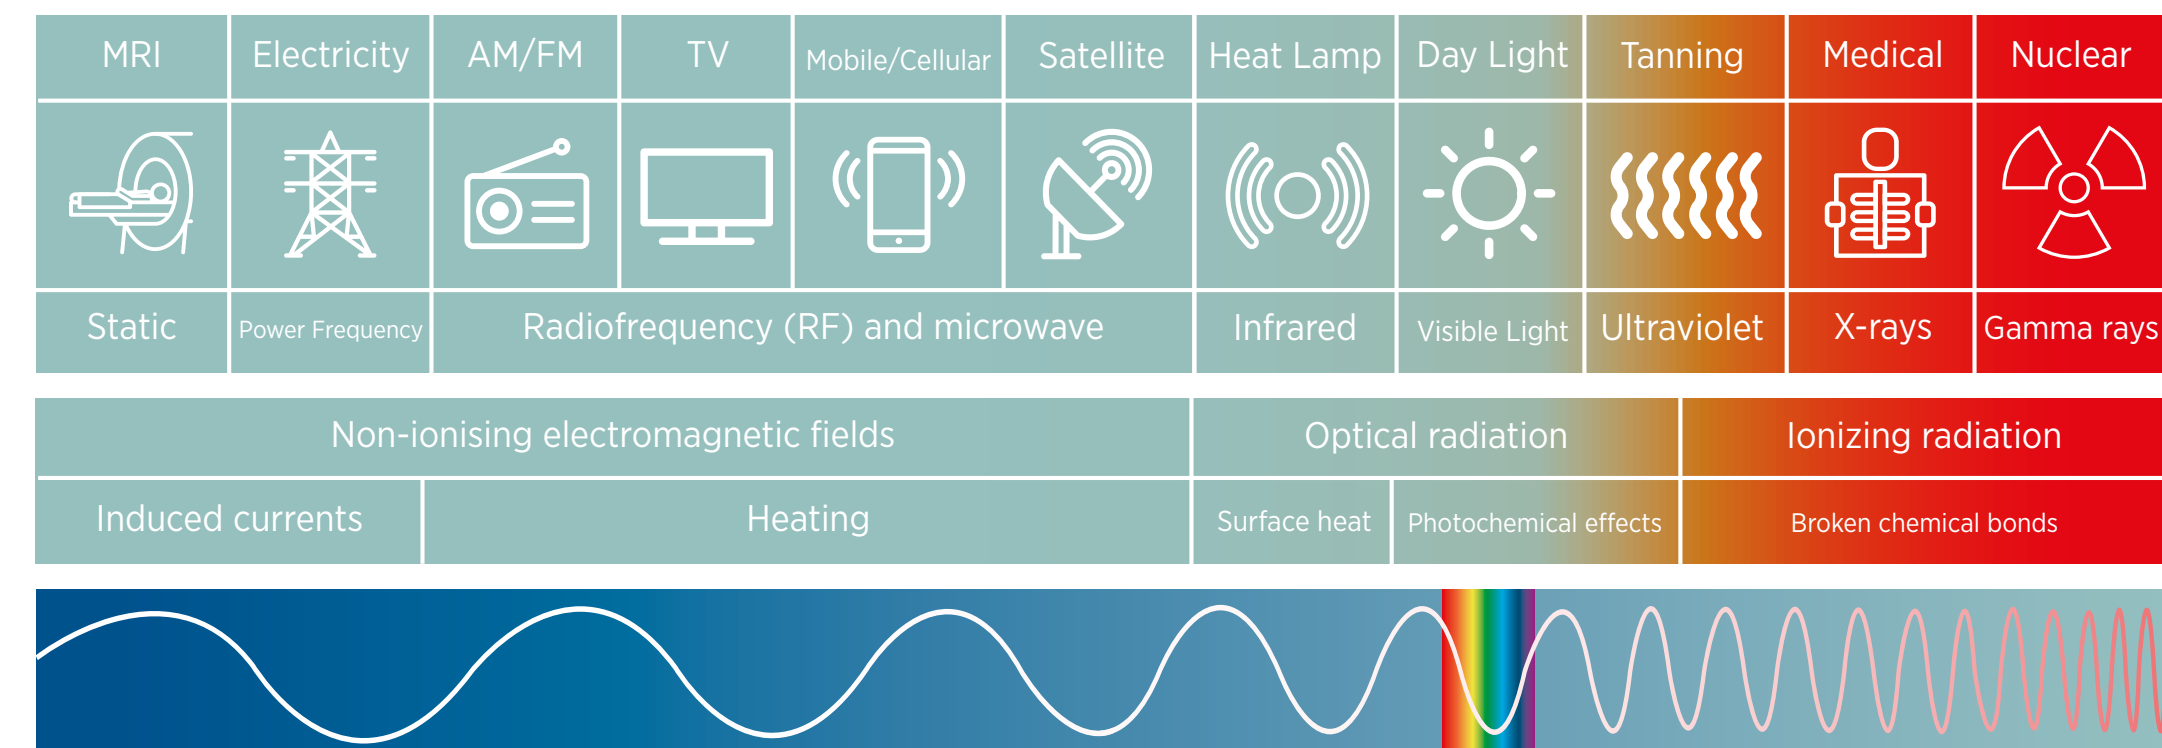 MRI Electricity AM/FM TV Mobile/Cellular Satellite Heat Lamp Day Light Tanning Medical Nuclear
Static Power Frequency Radiofrequency (RF) and microwave Infrared Visible Light Ultraviolet X-rays Gamma rays
Non-ionising electromagnetic fields Optical radiation Ionizing radiation
Induced currents Heating Surface heat Photochemical effects Broken chemical bonds